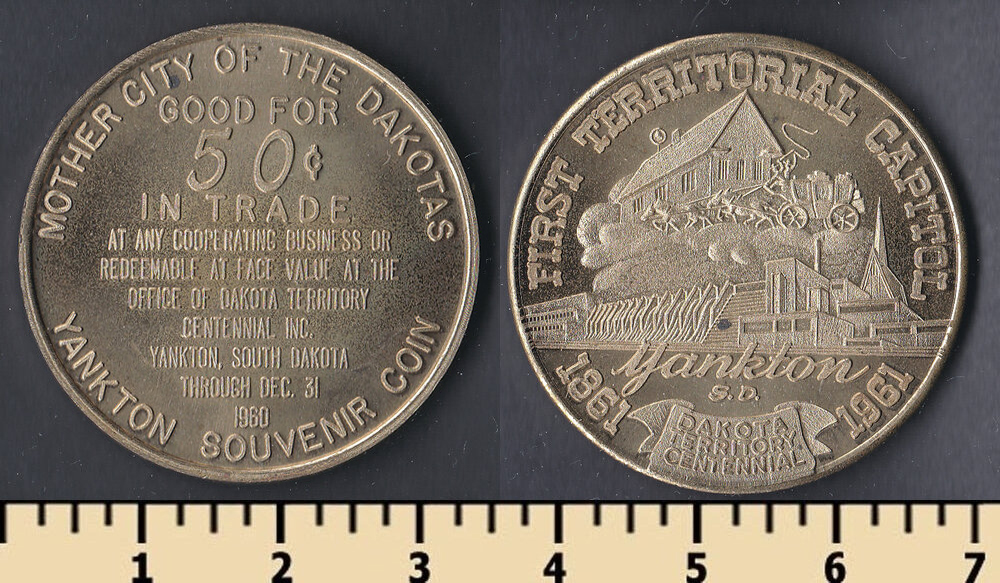 MOTHER CITY OF THE DAKOTAS
GOOD FOR
50¢
IN TRADE
AT ANY COOPERATING BUSINESS OR
REDEEMABLE AT FACE VALUE AT THE
OFFICE OF DAKOTA TERRITORY
CENTENNIAL INC.
YANKTON, SOUTH DAKOTA
THROUGH DEC. 31
1960
YANKTON SOUVENIR COIN
FIRST TERRITORIAL CAPITOL
Yankton
S.D.
1861 1961
DAKOTA
TERRITORY
CENTENNIAL
1 2 3 4 5 6 7